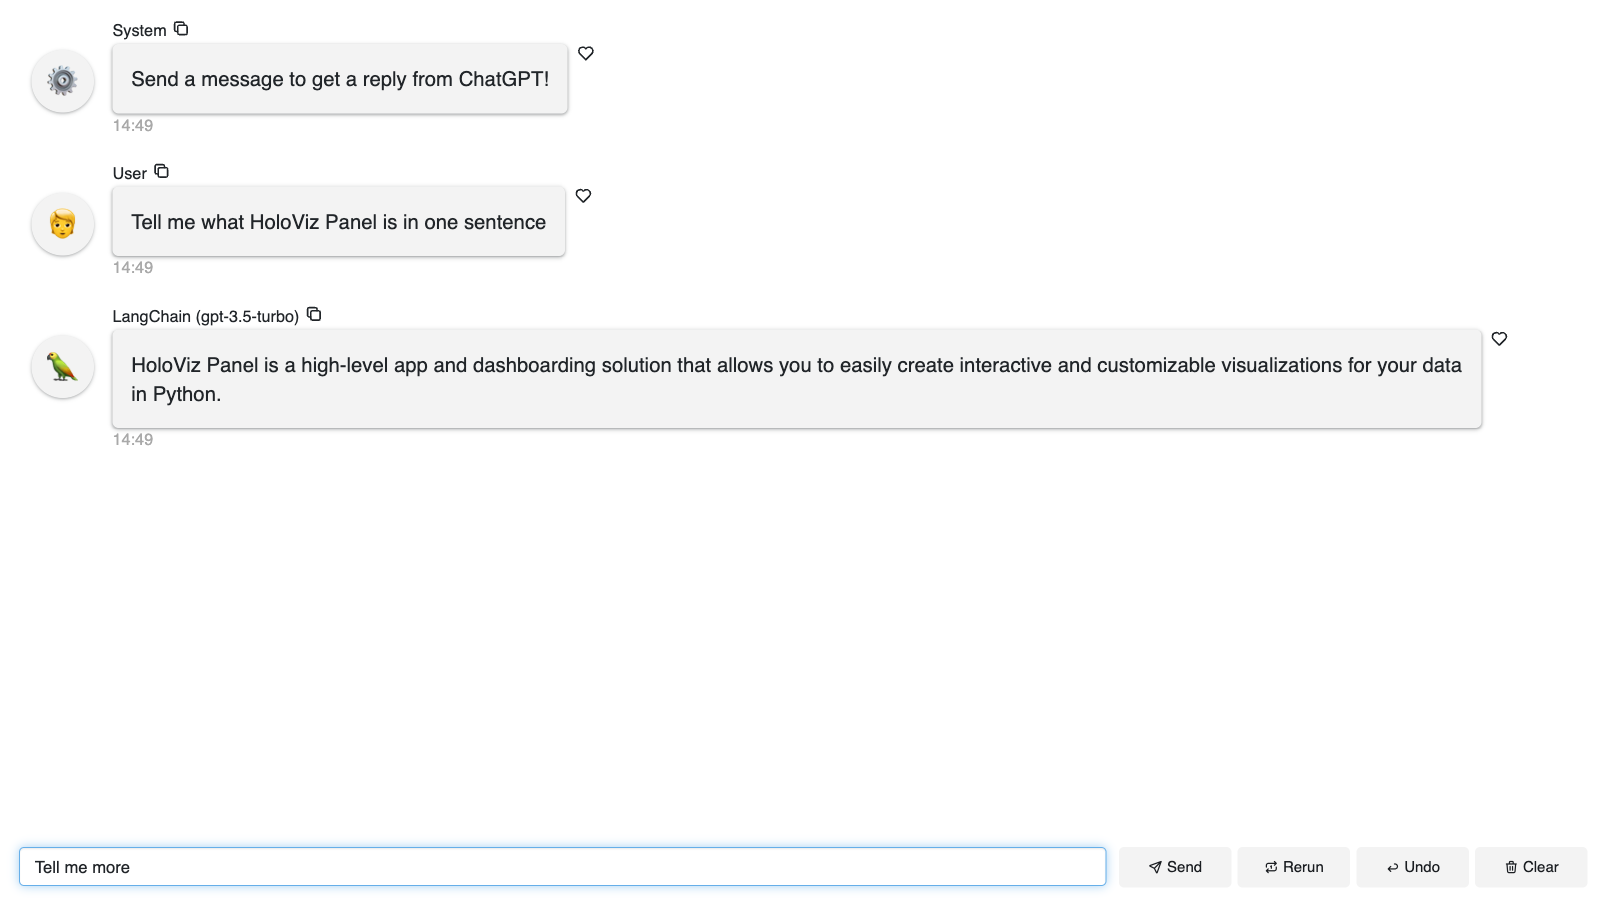 System
Send a message to get a reply from ChatGPT!
14:49
User
Tell me what HoloViz Panel is in one sentence
14:49
LangChain (gpt-3.5-turbo)
HoloViz Panel is a high-level app and dashboarding solution that allows you to easily create interactive and customizable visualizations for your data
in Python.
14:49
Tell me more
Send
Rerun
Undo
Clear